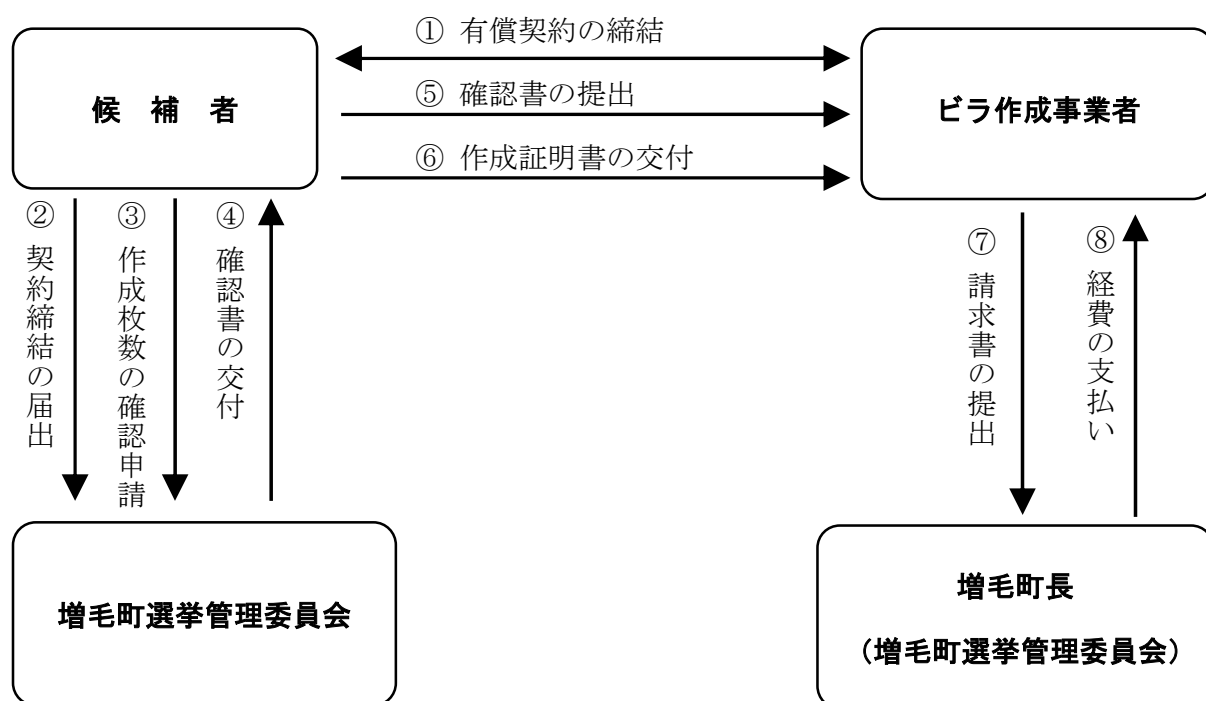 ① 有償契約の締結
候 補 者
⑤ 確認書の提出
ビラ作成事業者
⑥ 作成証明書の交付
② 契約締結の届出
③ 作成枚数の確認申請
④ 確認書の交付
⑦ 請求書の提出
⑧ 経費の支払い
増毛町選挙管理委員会
増毛町長
（増毛町選挙管理委員会）